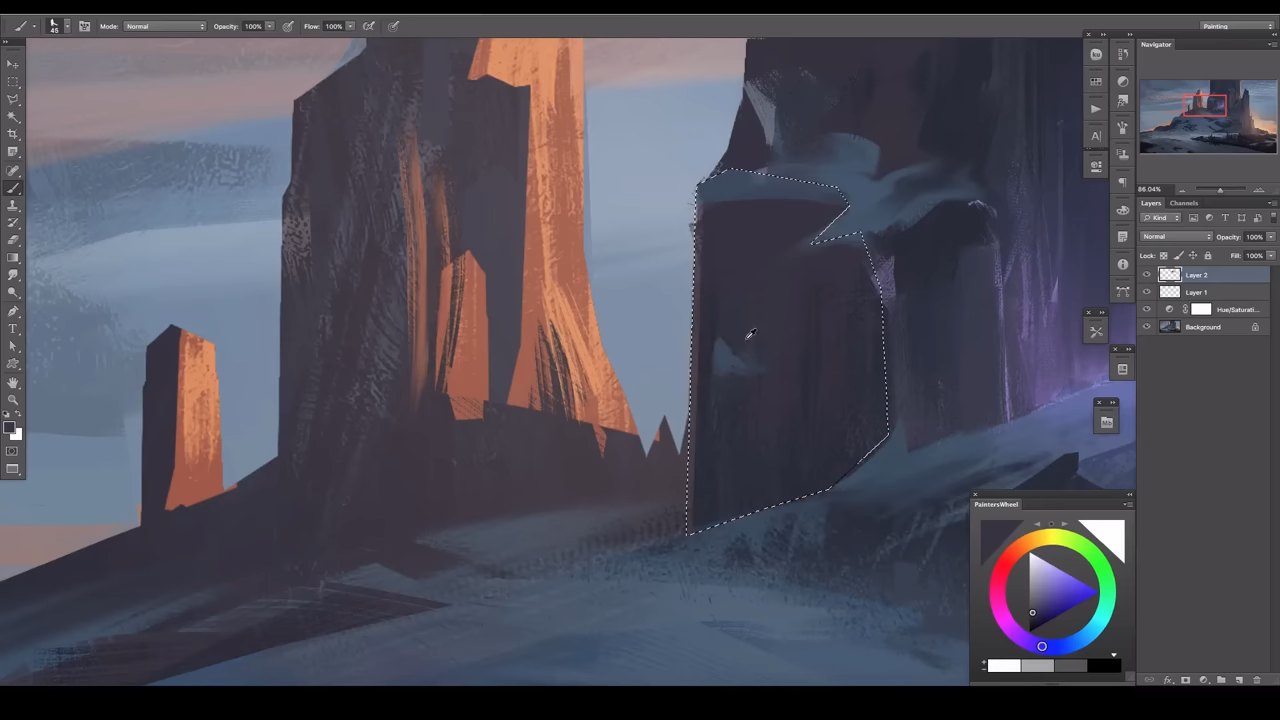 45
Mode: Normal
Opacity: 100%
Flow: 100%
Painting
Navigator
86.04%
Layers
Channels
Kind
Normal
Opacity: 100%
Lock:
Fill: 100%
Layer 2
Layer 1
Hue/Saturati...
Background
PaintersWheel